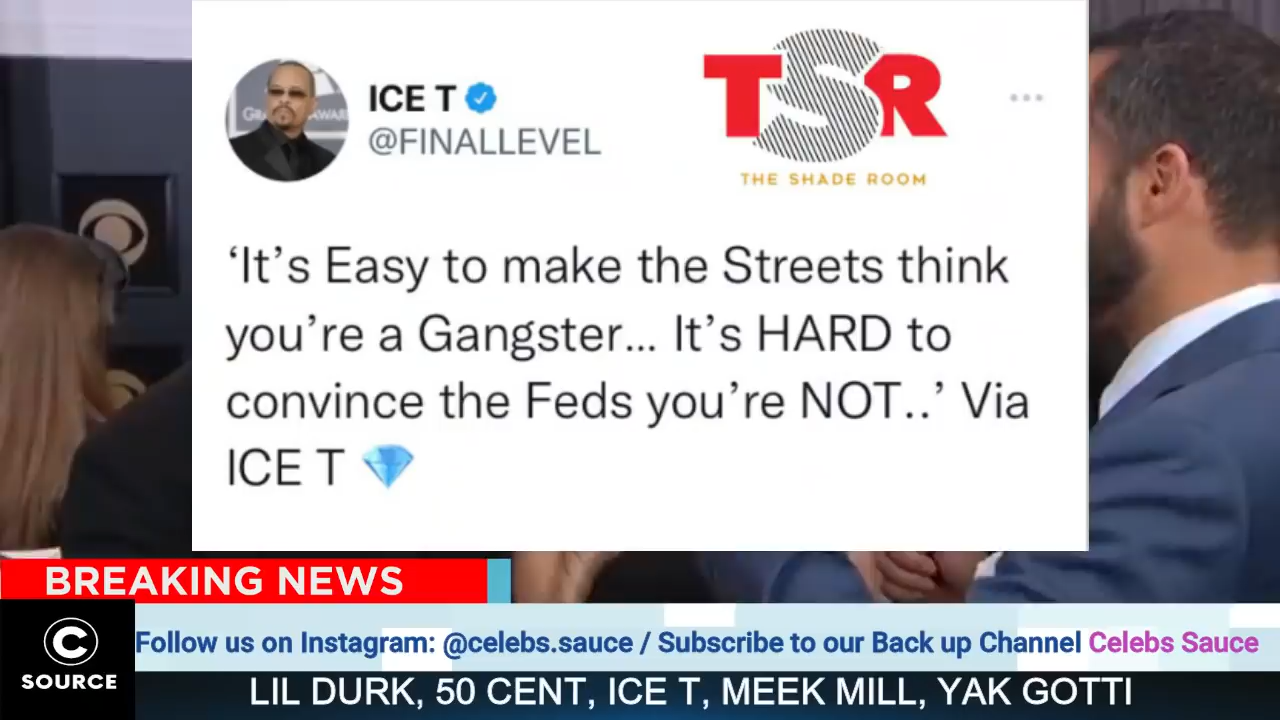 ICE T
@FINALLEVEL
TSR
THE SHADE ROOM
‘It’s Easy to make the Streets think
you’re a Gangster... It’s HARD to
convince the Feds you’re NOT..’ Via
ICE T 💎
BREAKING NEWS
C
SOURCE
Follow us on Instagram: @celebs.sauce / Subscribe to our Back up Channel Celebs Sauce
LIL DURK, 50 CENT, ICE T, MEEK MILL, YAK GOTTI